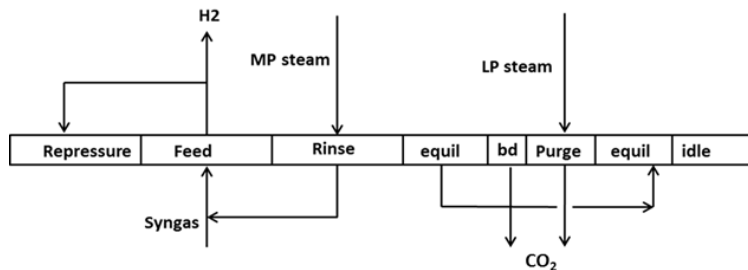 H2
MP steam
LP steam
Repressure
Feed
Rinse
equil
bd
Purge
equil
idle
Syngas
CO₂